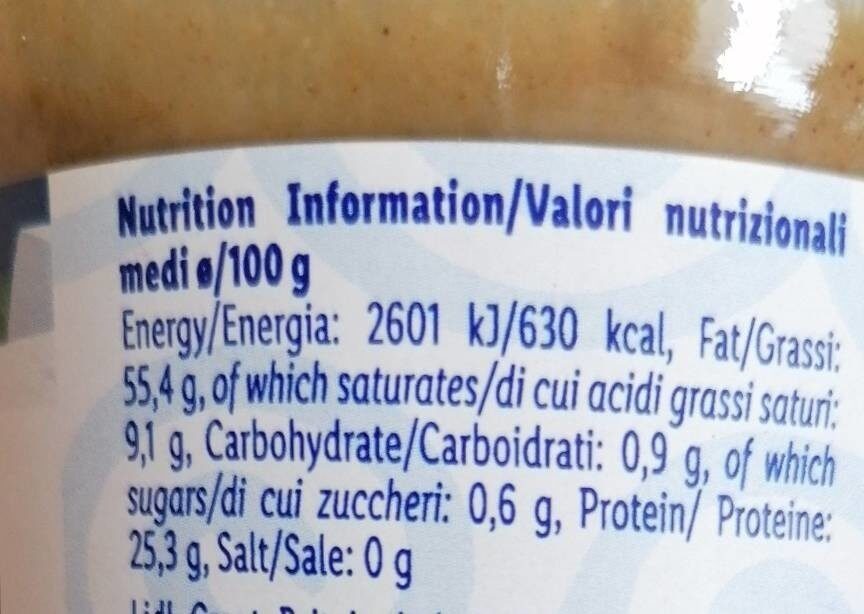 Nutrition Information/Valori nutrizionali
medi ø/100 g
Energy/Energia: 2601 kJ/630 kcal, Fat/Grassi:
55,4 g, of which saturates/di cui acidi grassi saturi:
9,1 g, Carbohydrate/Carboidrati: 0,9 g, of which
sugars/di cui zuccheri: 0,6 g, Protein/ Proteine:
25,3 g, Salt/Sale: 0 g
Lidl